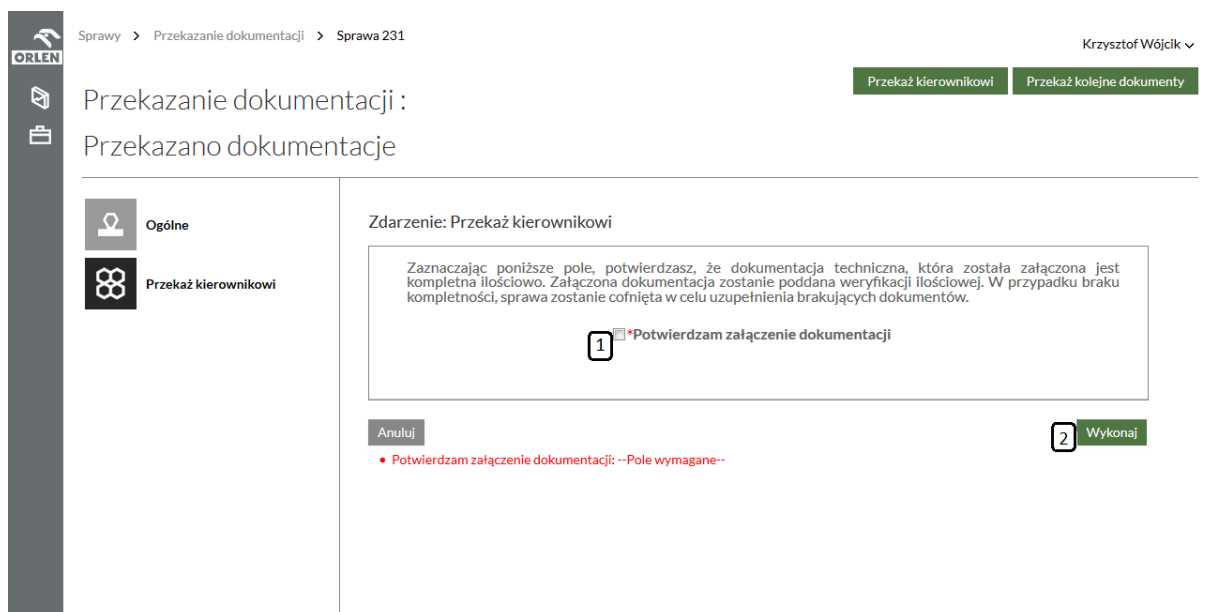 ORLEN
Sprawy > Przekazanie dokumentacji > Sprawa 231
Krzysztof Wójcik
Przekaż kierownikowi
Przekaż kolejne dokumenty
Przekazanie dokumentacji :
Przekazano dokumentacje
Ogólne
Przekaż kierownikowi
Zdarzenie: Przekaż kierownikowi
Zaznaczając poniższe pole, potwierdzasz, że dokumentacja techniczna, która została załączona jest
kompletna ilościowo. Załączona dokumentacja zostanie poddana weryfikacji ilościowej. W przypadku braku
kompletności, sprawa zostanie cofnięta w celu uzupełnienia brakujących dokumentów.
1
*Potwierdzam załączenie dokumentacji
Anuluj
2
Wykonaj
• Potwierdzam załączenie dokumentacji: --Pole wymagane--